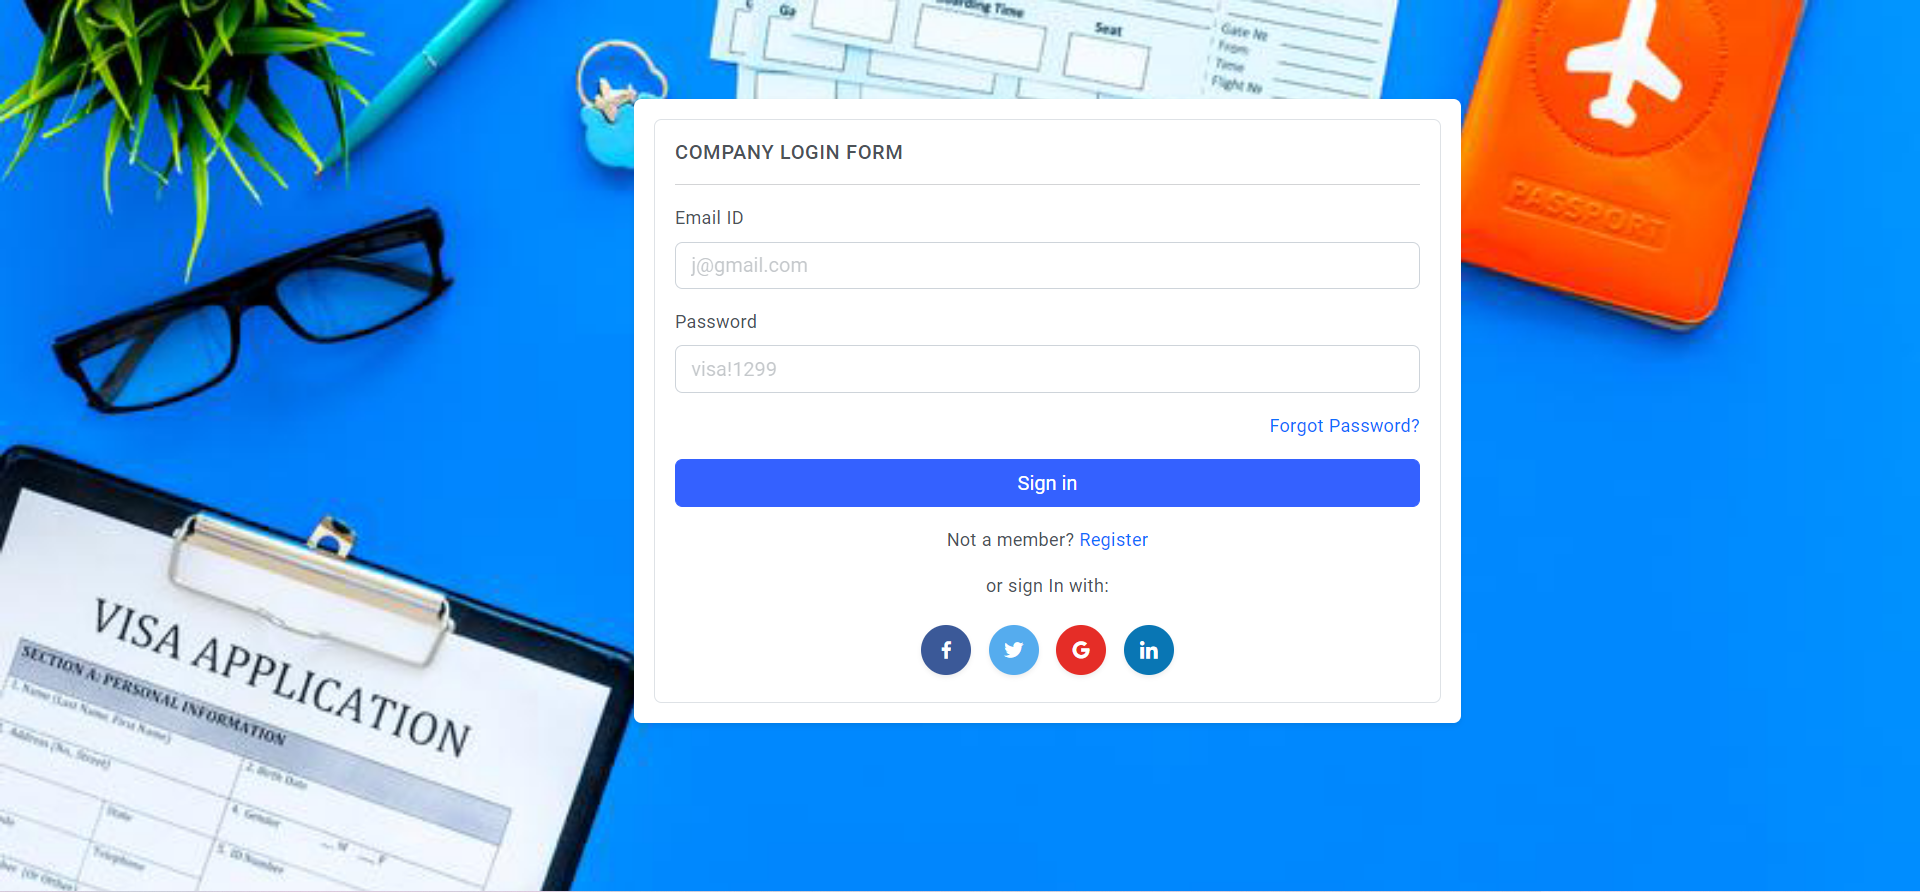 Boarding Time
Seat
Gate №
From
Time
Flight №
PASSPORT
COMPANY LOGIN FORM
Email ID
j@gmail.com
Password
visa!1299
Forgot Password?
Sign in
Not a member? Register
or sign In with:
f
G
in
VISA APPLICATION
SECTION A: PERSONAL INFORMATION
1. Name (Last Name, First Name)
Address (No, Street)
2. Birth Date
State
4. Gender
M F
Telephone
5. ID Number